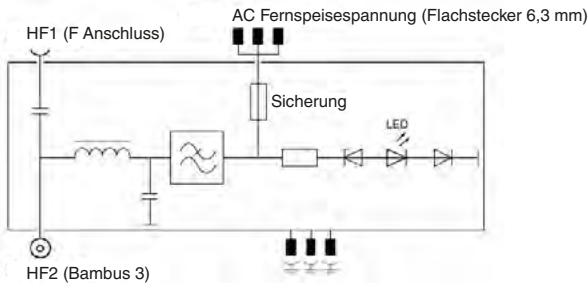 AC Fernspeisespannung (Flachstecker 6,3 mm)
HF1 (F Anschluss)
Sicherung
LED
HF2 (Bambus 3)